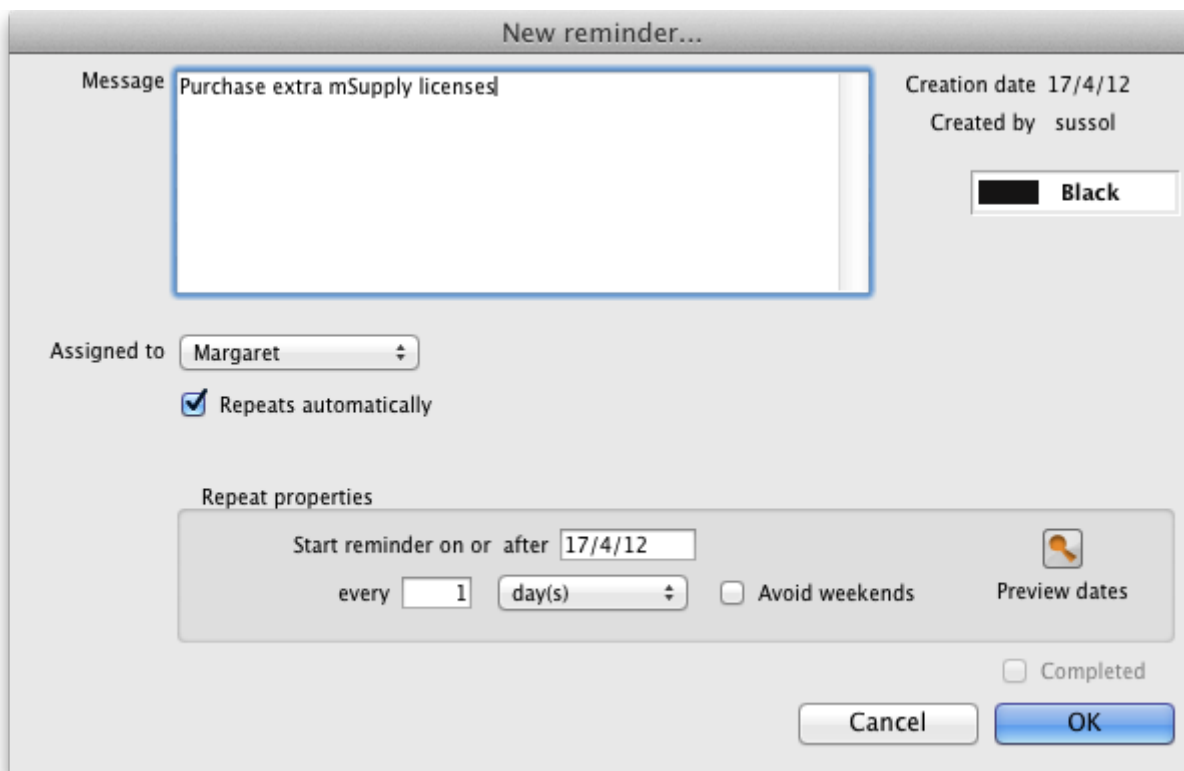 New reminder...
Message Purchase extra mSupply licenses
Creation date 17/4/12
Created by sussol
Black
Assigned to Margaret
Repeats automatically
Repeat properties
Start reminder on or after 17/4/12
every 1 day(s) Avoid weekends
Preview dates
Completed
Cancel OK